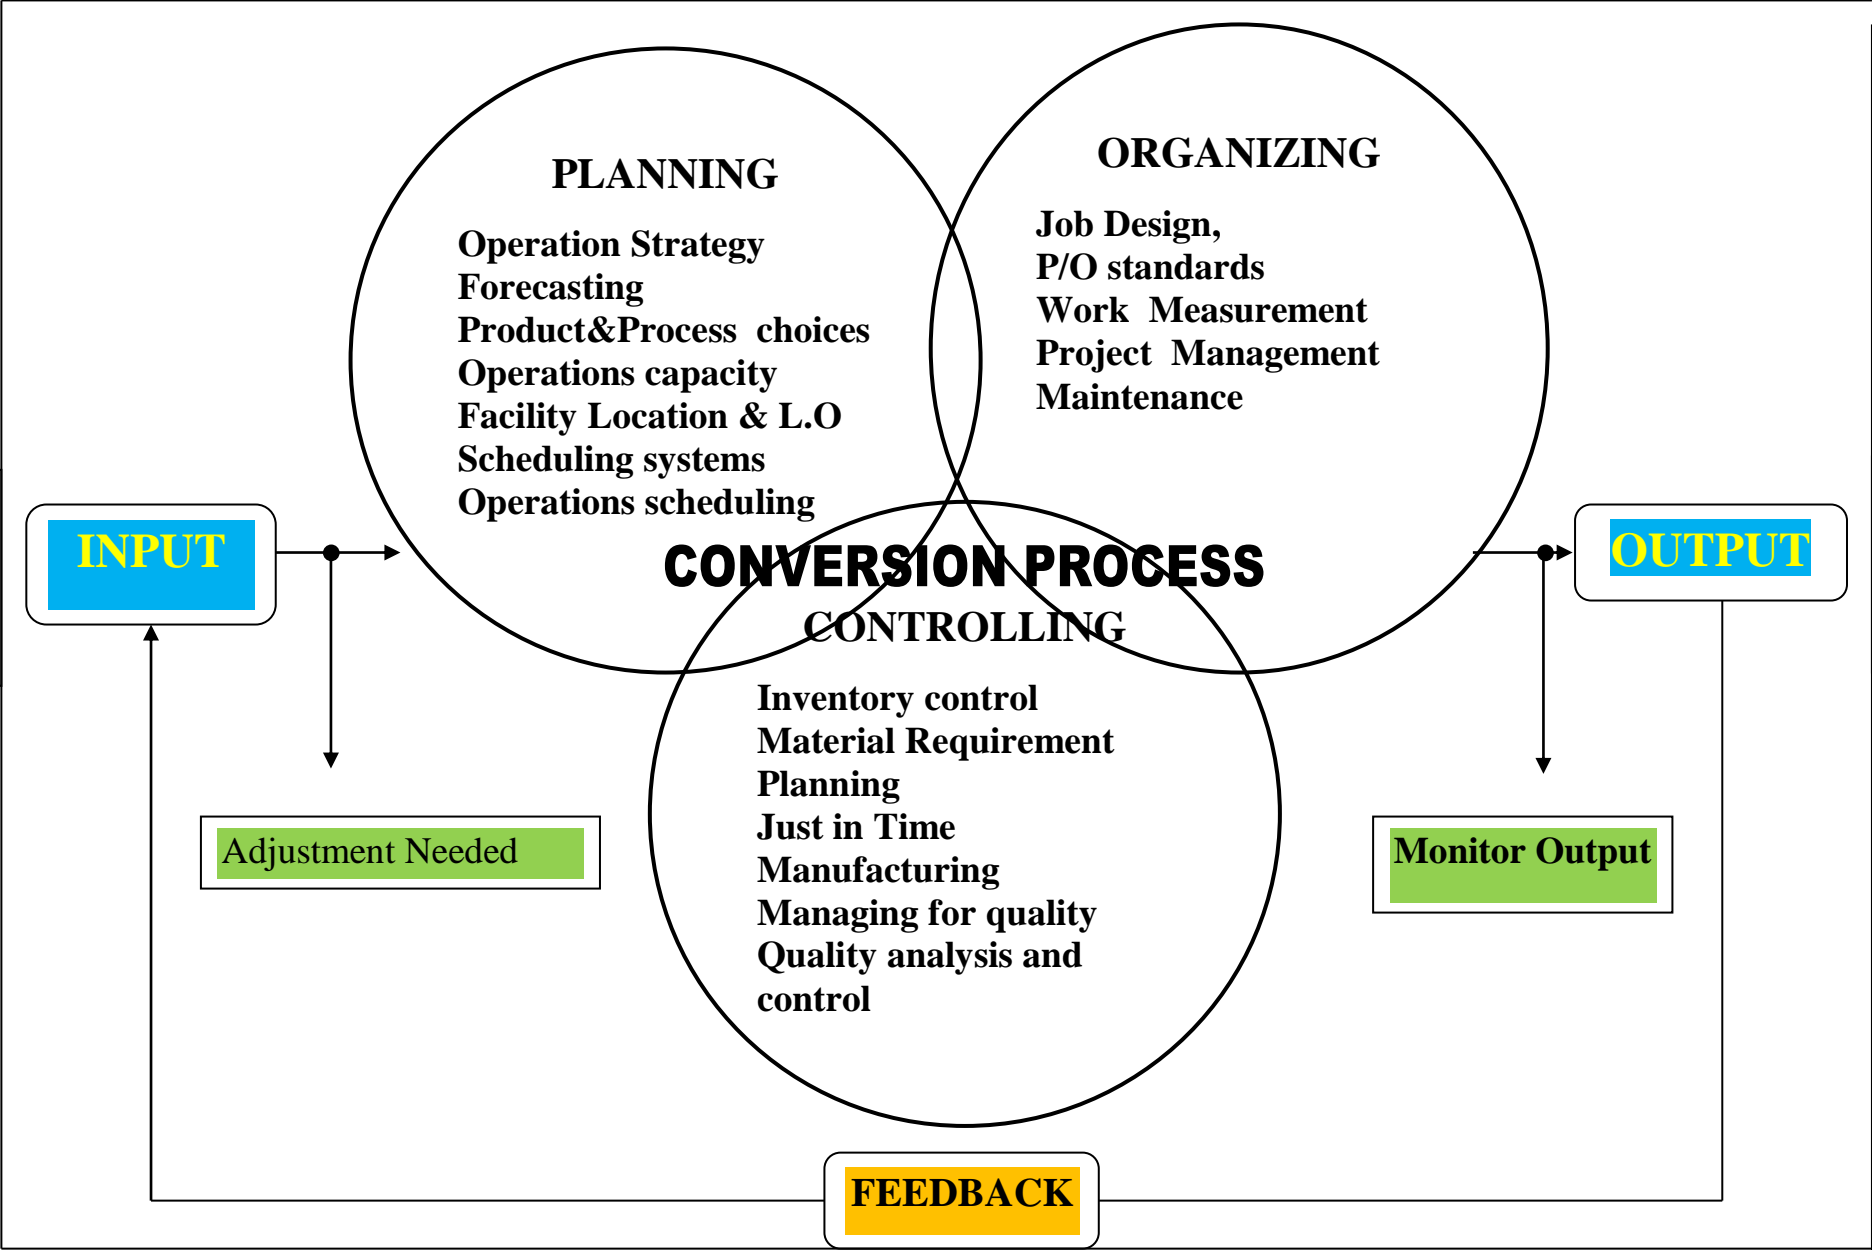 PLANNING
Operation Strategy
Forecasting
Product&Process choices
Operations capacity
Facility Location & L.O
Scheduling systems
Operations scheduling
ORGANIZING
Job Design,
P/O standards
Work Measurement
Project Management
Maintenance
INPUT
CONVERSION PROCESS
OUTPUT
CONTROLLING
Inventory control
Material Requirement
Planning
Just in Time
Manufacturing
Managing for quality
Quality analysis and
control
Adjustment Needed
Monitor Output
FEEDBACK